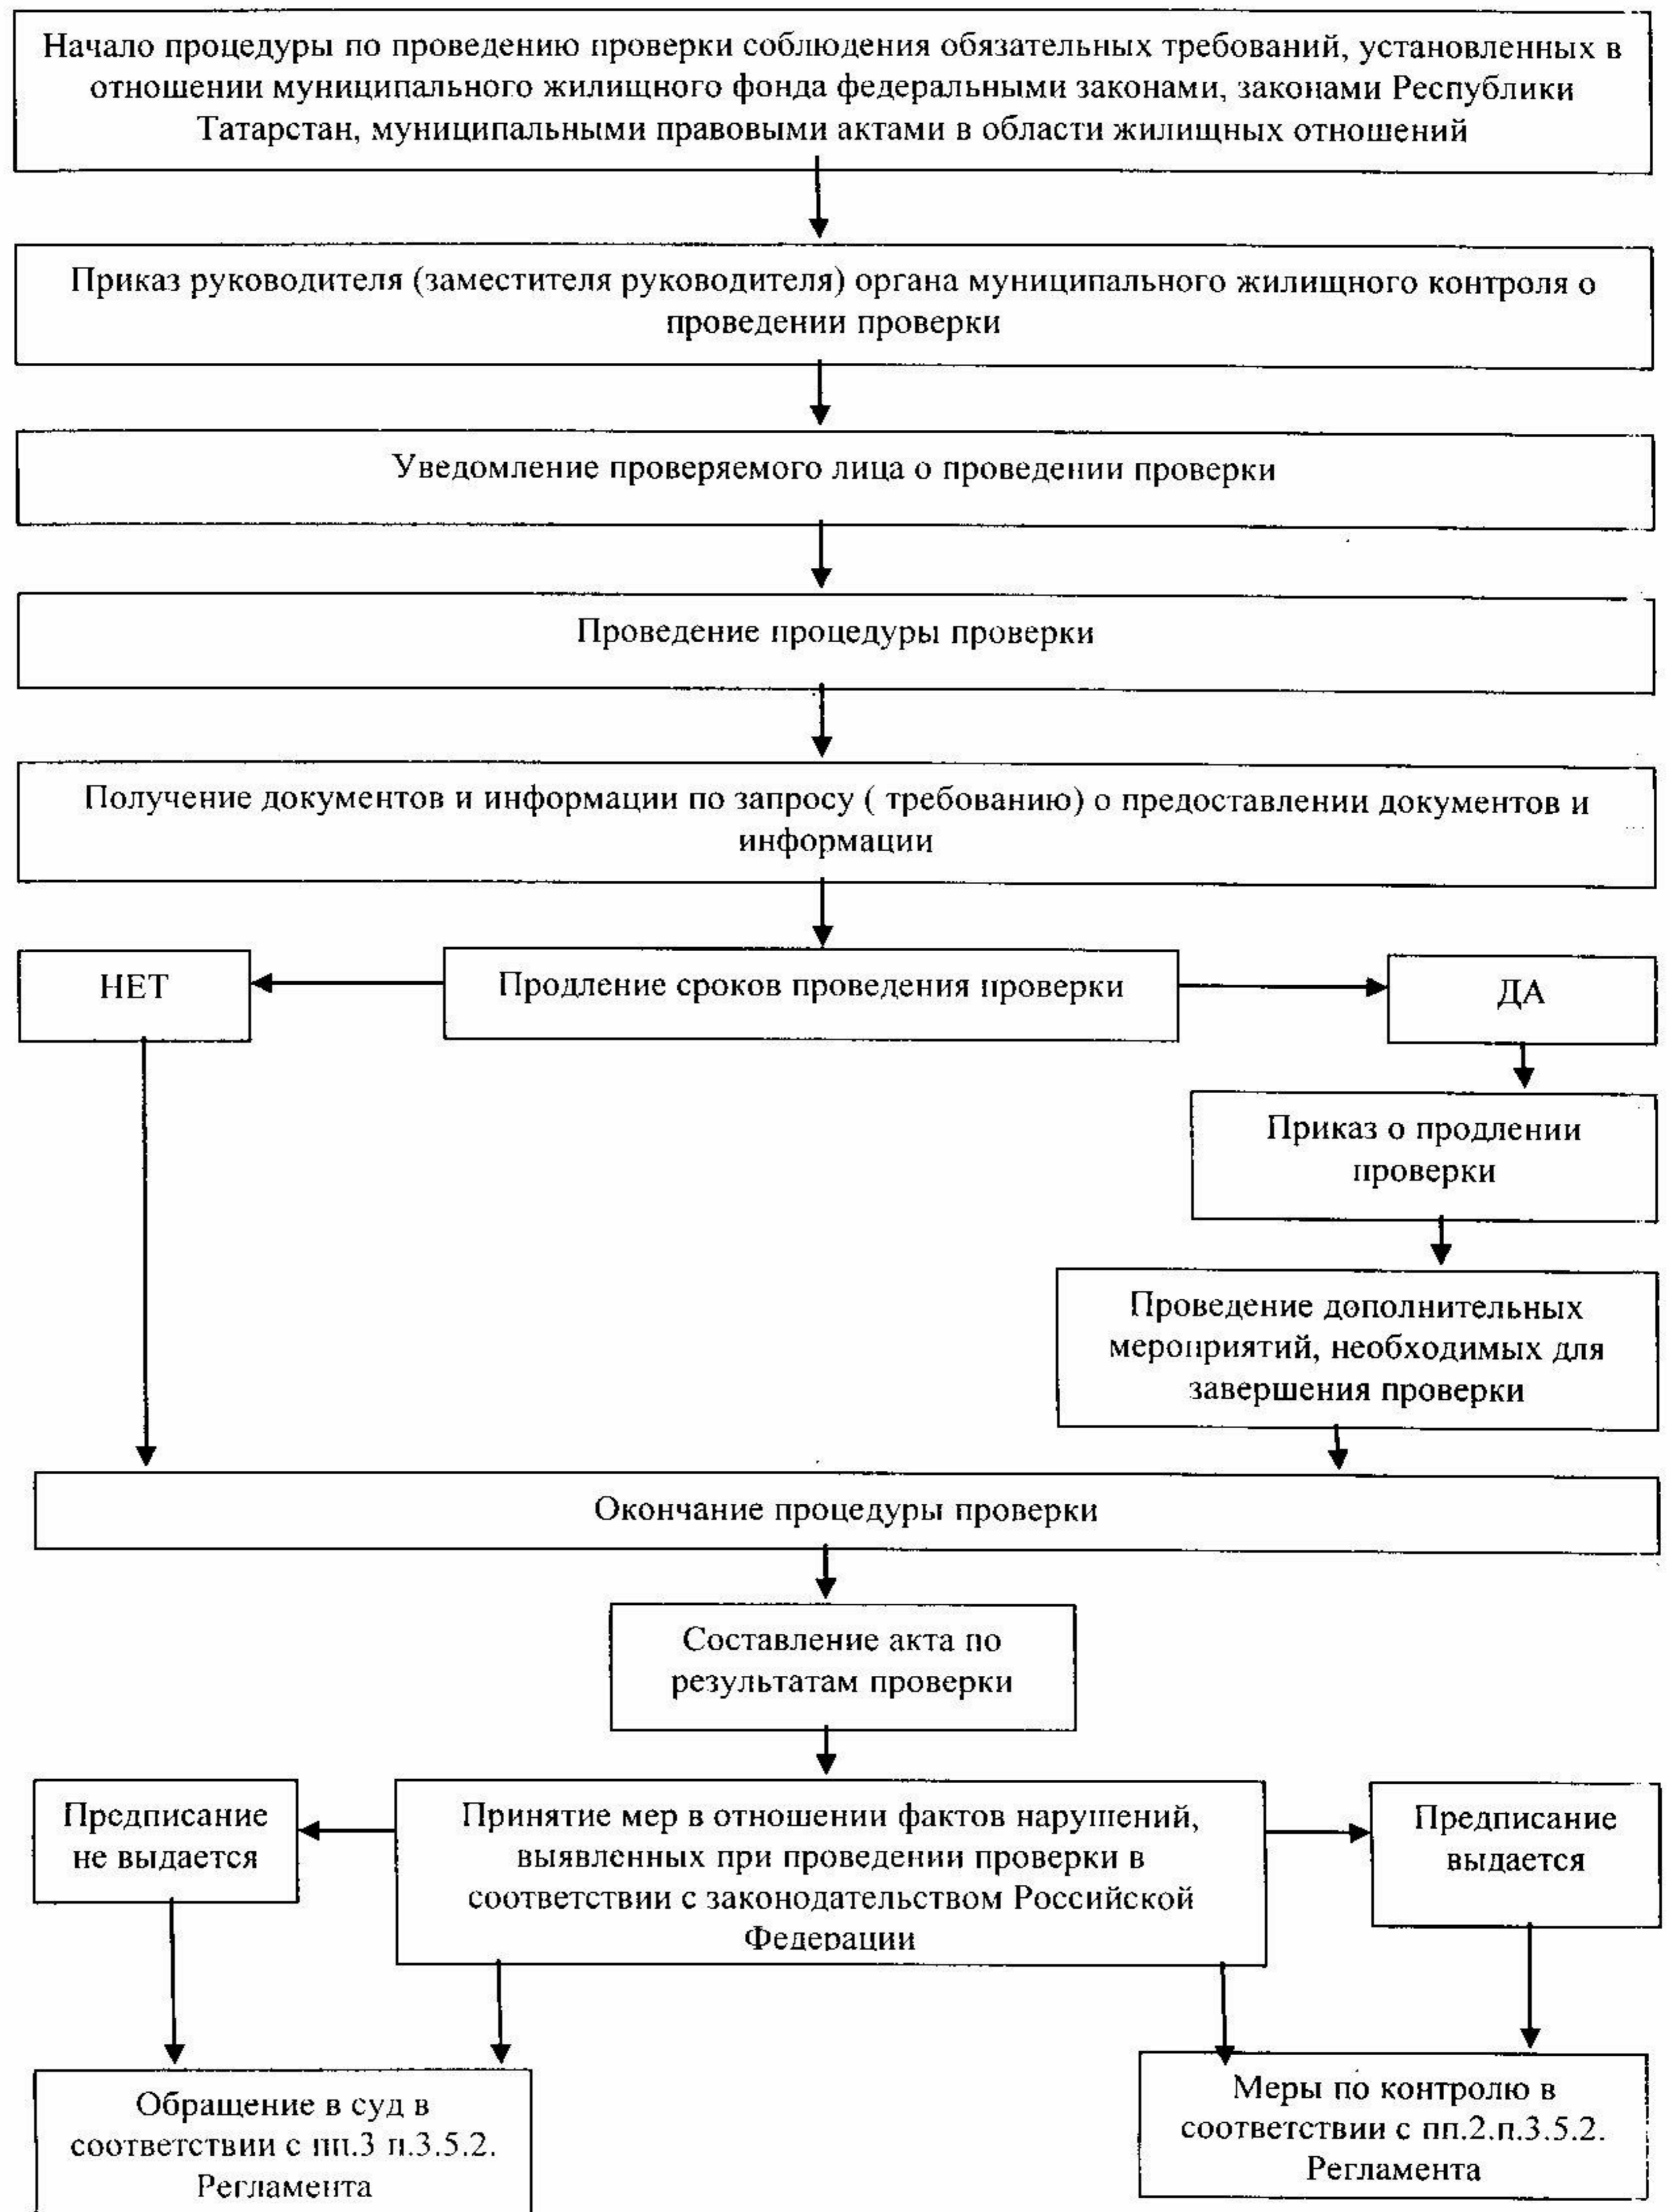 Начало процедуры по проведению проверки соблюдения обязательных требований, установленных в
отношении муниципального жилищного фонда федеральными законами, законами Республики
Татарстан, муниципальными правовыми актами в области жилищных отношений
Приказ руководителя (заместителя руководителя) органа муниципального жилищного контроля о
проведении проверки
Уведомление проверяемого лица о проведении проверки
Проведение процедуры проверки
Получение документов и информации по запросу ( требованию) о предоставлении документов и
информации
НЕТ
Продление сроков проведения проверки
ДА
Приказ о продлении
проверки
Проведение дополнительных
мероприятий, необходимых для
завершения проверки
Окончание процедуры проверки
Составление акта по
результатам проверки
Предписание
не выдается
Принятие мер в отношении фактов нарушений,
выявленных при проведении проверки в
соответствии с законодательством Российской
Федерации
Предписание
выдается
Обращение в суд в
соответствии с пп.3 п.3.5.2.
Регламента
Меры по контролю в
соответствии с пп.2.п.3.5.2.
Регламента